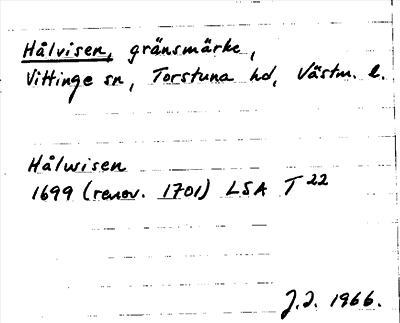 Hålvisen, gränsmärke,
Vittinge sn, Torstuna hd, Västm. l.
Hålwisen
1699 (renov. 1701) LSA T 22
J.I. 1966.